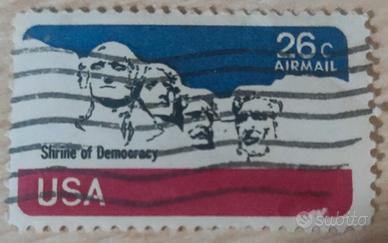 26c
AIRMAIL
Shrine of Democracy
USA
subito